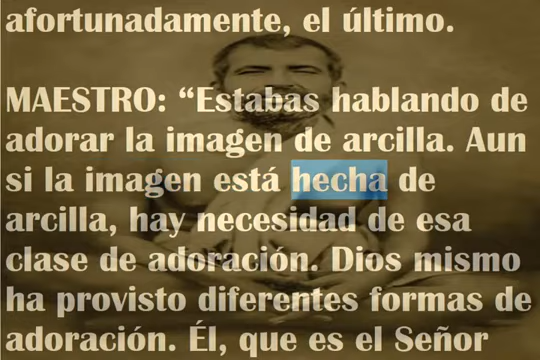 afortunadamente, el último.
MAESTRO: “Estabas hablando de
adorar la imagen de arcilla. Aun
si la imagen está hecha de
arcilla, hay necesidad de esa
clase de adoración. Dios mismo
ha provisto diferentes formas de
adoración. Él, que es el Señor